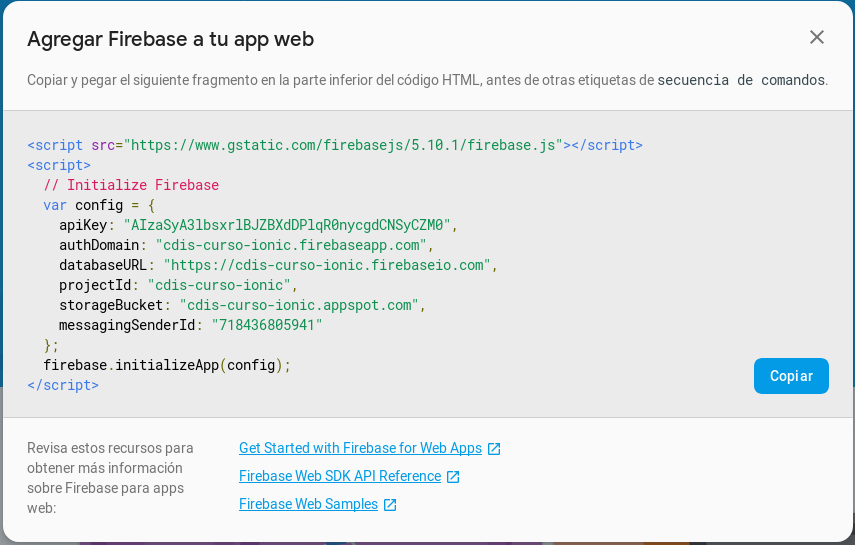 Agregar Firebase a tu app web
Copiar y pegar el siguiente fragmento en la parte inferior del código HTML, antes de otras etiquetas de secuencia de comandos.
<script src="https://www.gstatic.com/firebasejs/5.10.1/firebase.js"></script>
<script>
// Initialize Firebase
var config = {
apiKey: "AIzaSyA3lbsxrlBJZBXdDPlqR0nycgdCNSyCZM0",
authDomain: "cdis-curso-ionic.firebaseapp.com",
databaseURL: "https://cdis-curso-ionic.firebaseio.com",
projectId: "cdis-curso-ionic",
storageBucket: "cdis-curso-ionic.appspot.com",
messagingSenderId: "718436805941"
};
firebase.initializeApp(config);
</script>
Copiar
Revisa estos recursos para
obtener más información
sobre Firebase para apps
web:
Get Started with Firebase for Web Apps
Firebase Web SDK API Reference
Firebase Web Samples